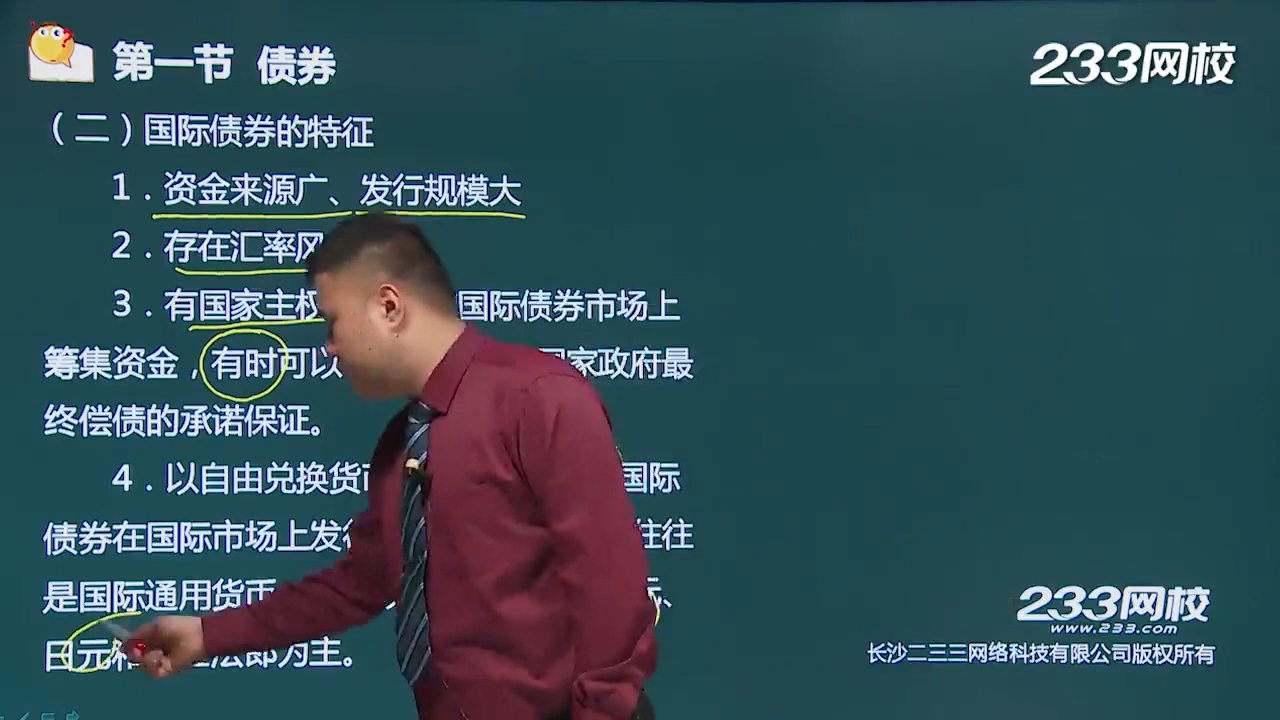 第一节 债券
233网校
（二）国际债券的特征
1．资金来源广、发行规模大
2．存在汇率风
3．有国家主权 国际债券市场上
筹集资金，有时可以 国家政府最
终偿债的承诺保证。
4．以自由兑换货币 国际
债券在国际市场上发行 往往
是国际通用货币 、
日元和 法郎为主。
233网校
www.233.com
长沙二三三网络科技有限公司版权所有